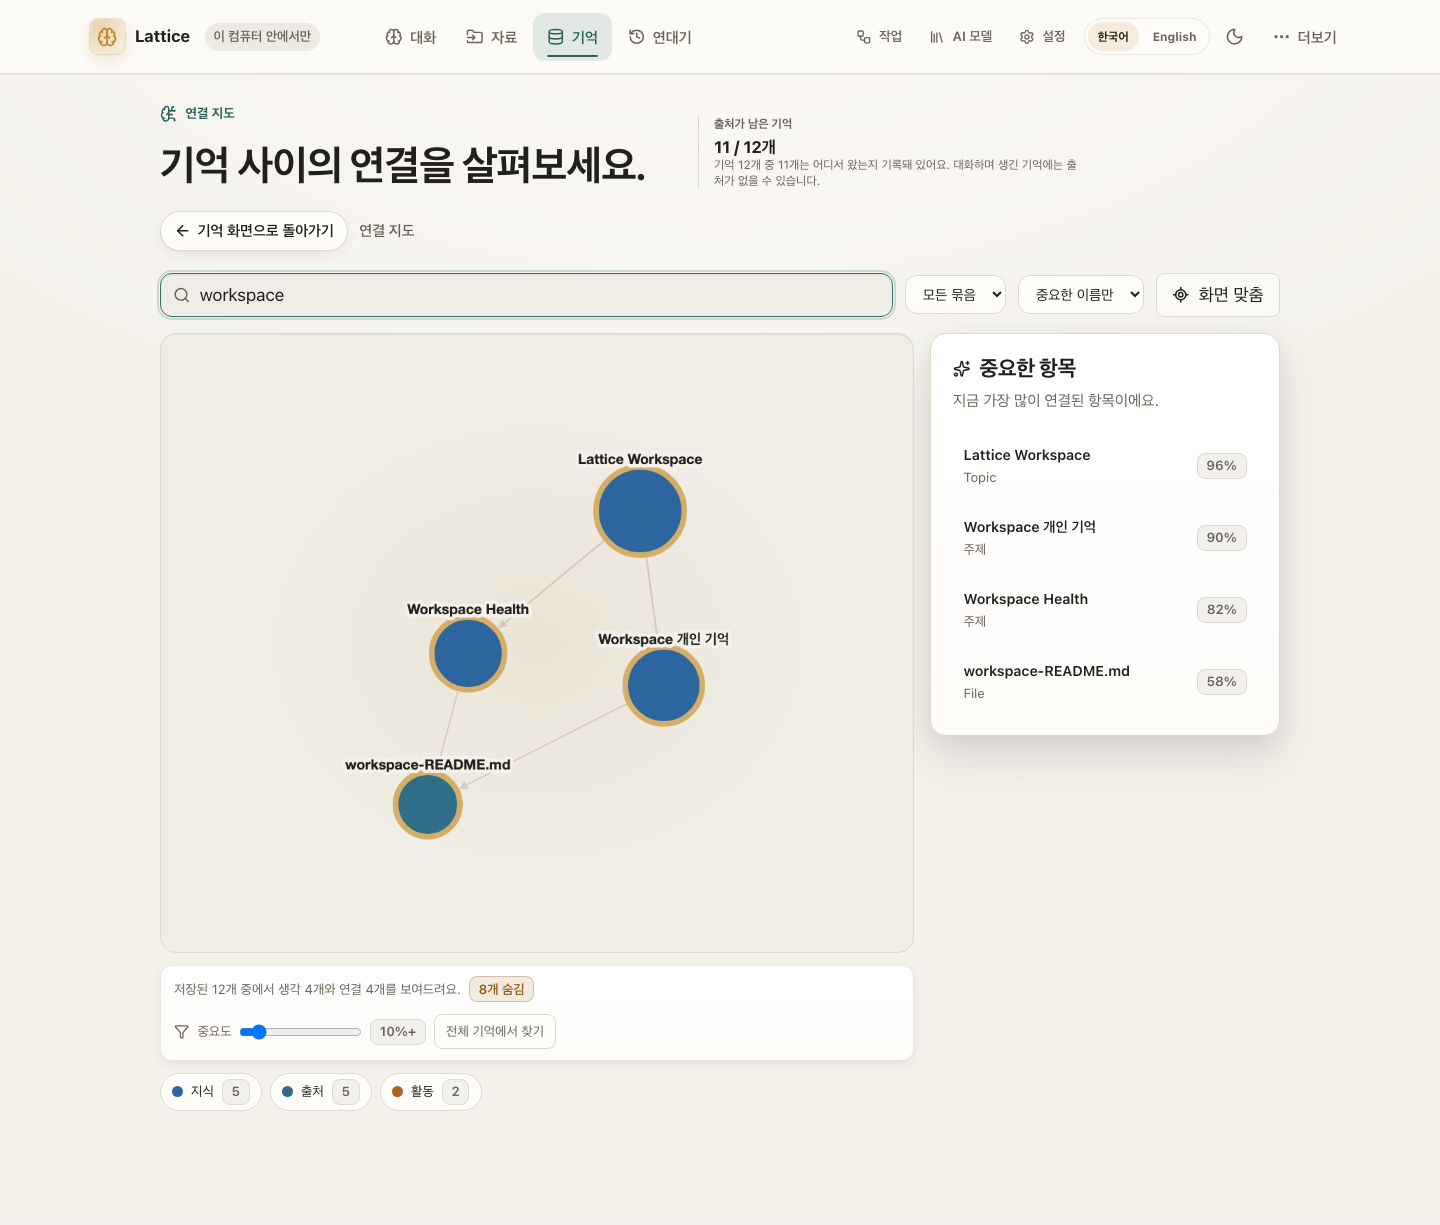 Lattice
이 컴퓨터 안에서만
대화
자료
기억
연대기
작업
AI 모델
설정
한국어
English
더보기
연결 지도
기억 사이의 연결을 살펴보세요.
출처가 남은 기억
11 / 12개
기억 12개 중 11개는 어디서 왔는지 기록돼 있어요. 대화하며 생긴 기억에는 출
처가 없을 수 있습니다.
기억 화면으로 돌아가기
연결 지도
workspace
모든 묶음
중요한 이름만
화면 맞춤
Lattice Workspace
Workspace Health
Workspace 개인 기억
workspace-README.md
중요한 항목
지금 가장 많이 연결된 항목이에요.
Lattice Workspace
Topic
96%
Workspace 개인 기억
주제
90%
Workspace Health
주제
82%
workspace-README.md
File
58%
저장된 12개 중에서 생각 4개와 연결 4개를 보여드려요.
8개 숨김
중요도
10%+
전체 기억에서 찾기
지식 5
출처 5
활동 2